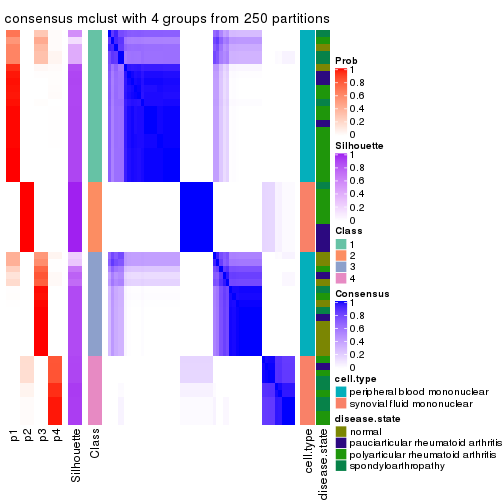 consensus mclust with 4 groups from 250 partitions
Prob
1
0.8
0.6
0.4
0.2
0
Silhouette
1
0.8
0.6
0.4
0.2
0
Class
1
2
3
4
Consensus
1
0.8
0.6
0.4
0.2
0
cell.type
peripheral blood mononuclear
synovial fluid mononuclear
disease.state
normal
pauciarticular rheumatoid arthritis
polyarticular rheumatoid arthritis
spondyloarthropathy
p1
p2
p3
p4
Silhouette
Class
cell.type
disease.state